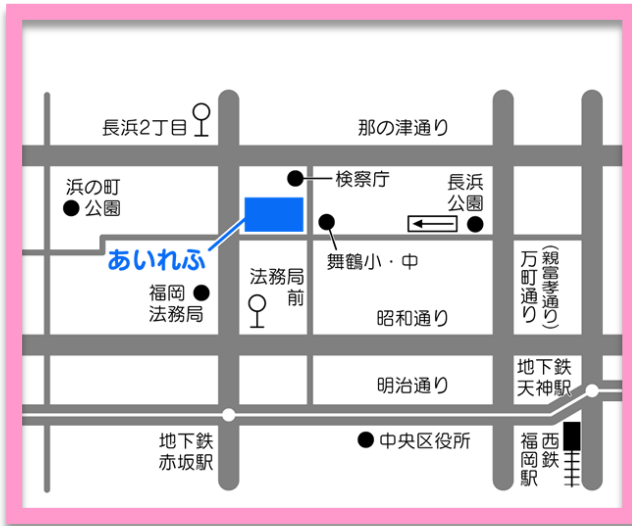 長浜2丁目
那の津通り
浜の町
公園
検察庁
長浜
公園
あいれふ
舞鶴小・中
福岡
法務局
法務局
前
(親富孝通り)
万町通り
昭和通り
地下鉄
天神駅
明治通り
地下鉄
赤坂駅
中央区役所
西鉄
福岡駅